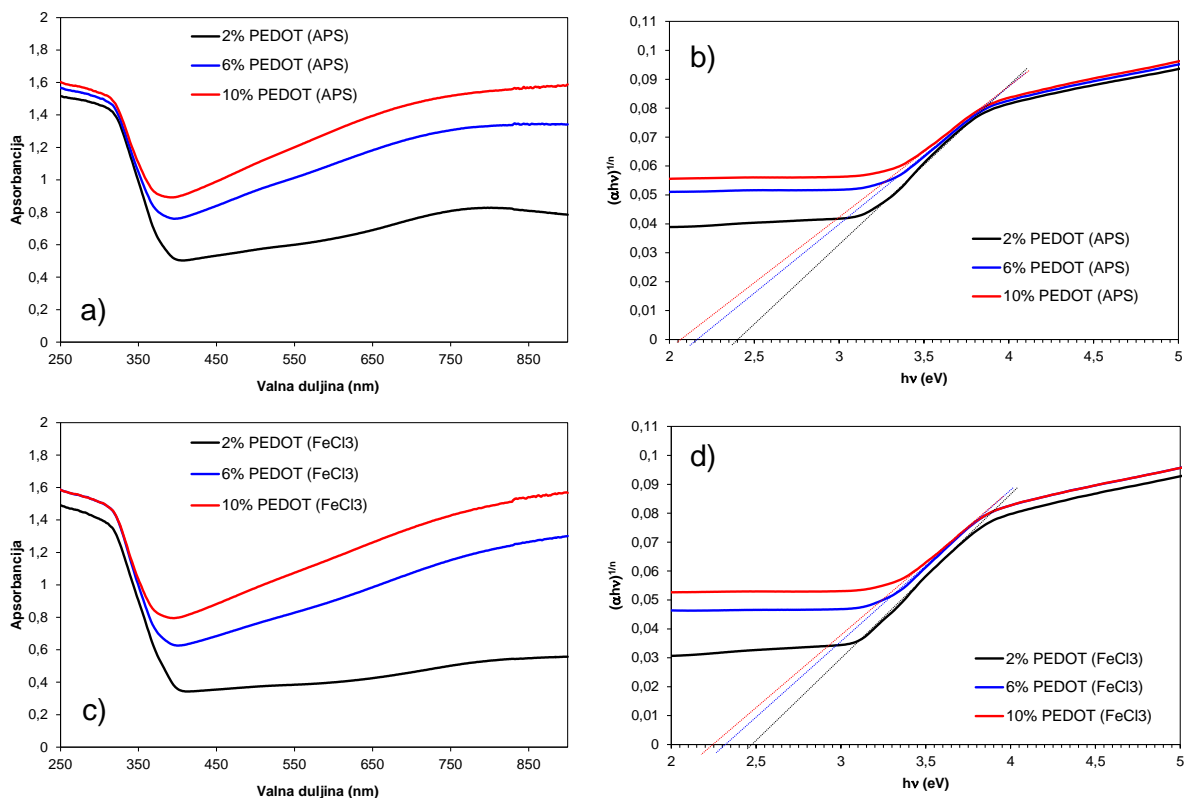 2
1,8
1,6
1,4
1,2
1
0,8
0,6
0,4
0,2
0
250 350 450 550 650 750 850
Valna duljina (nm)
Apsorbancija
2% PEDOT (APS)
6% PEDOT (APS)
10% PEDOT (APS)
a)
0,11
0,1
0,09
0,08
0,07
0,06
0,05
0,04
0,03
0,02
0,01
0
2 2,5 3 3,5 4 4,5 5
hν (eV)
(αhν)1/n
2% PEDOT (APS)
6% PEDOT (APS)
10% PEDOT (APS)
b)
2
1,8
1,6
1,4
1,2
1
0,8
0,6
0,4
0,2
0
250 350 450 550 650 750 850
Valna duljina (nm)
Apsorbancija
2% PEDOT (FeCl3)
6% PEDOT (FeCl3)
10% PEDOT (FeCl3)
c)
0,11
0,1
0,09
0,08
0,07
0,06
0,05
0,04
0,03
0,02
0,01
0
2 2,5 3 3,5 4 4,5 5
hν (eV)
(αhν)1/n
2% PEDOT (FeCl3)
6% PEDOT (FeCl3)
10% PEDOT (FeCl3)
d)